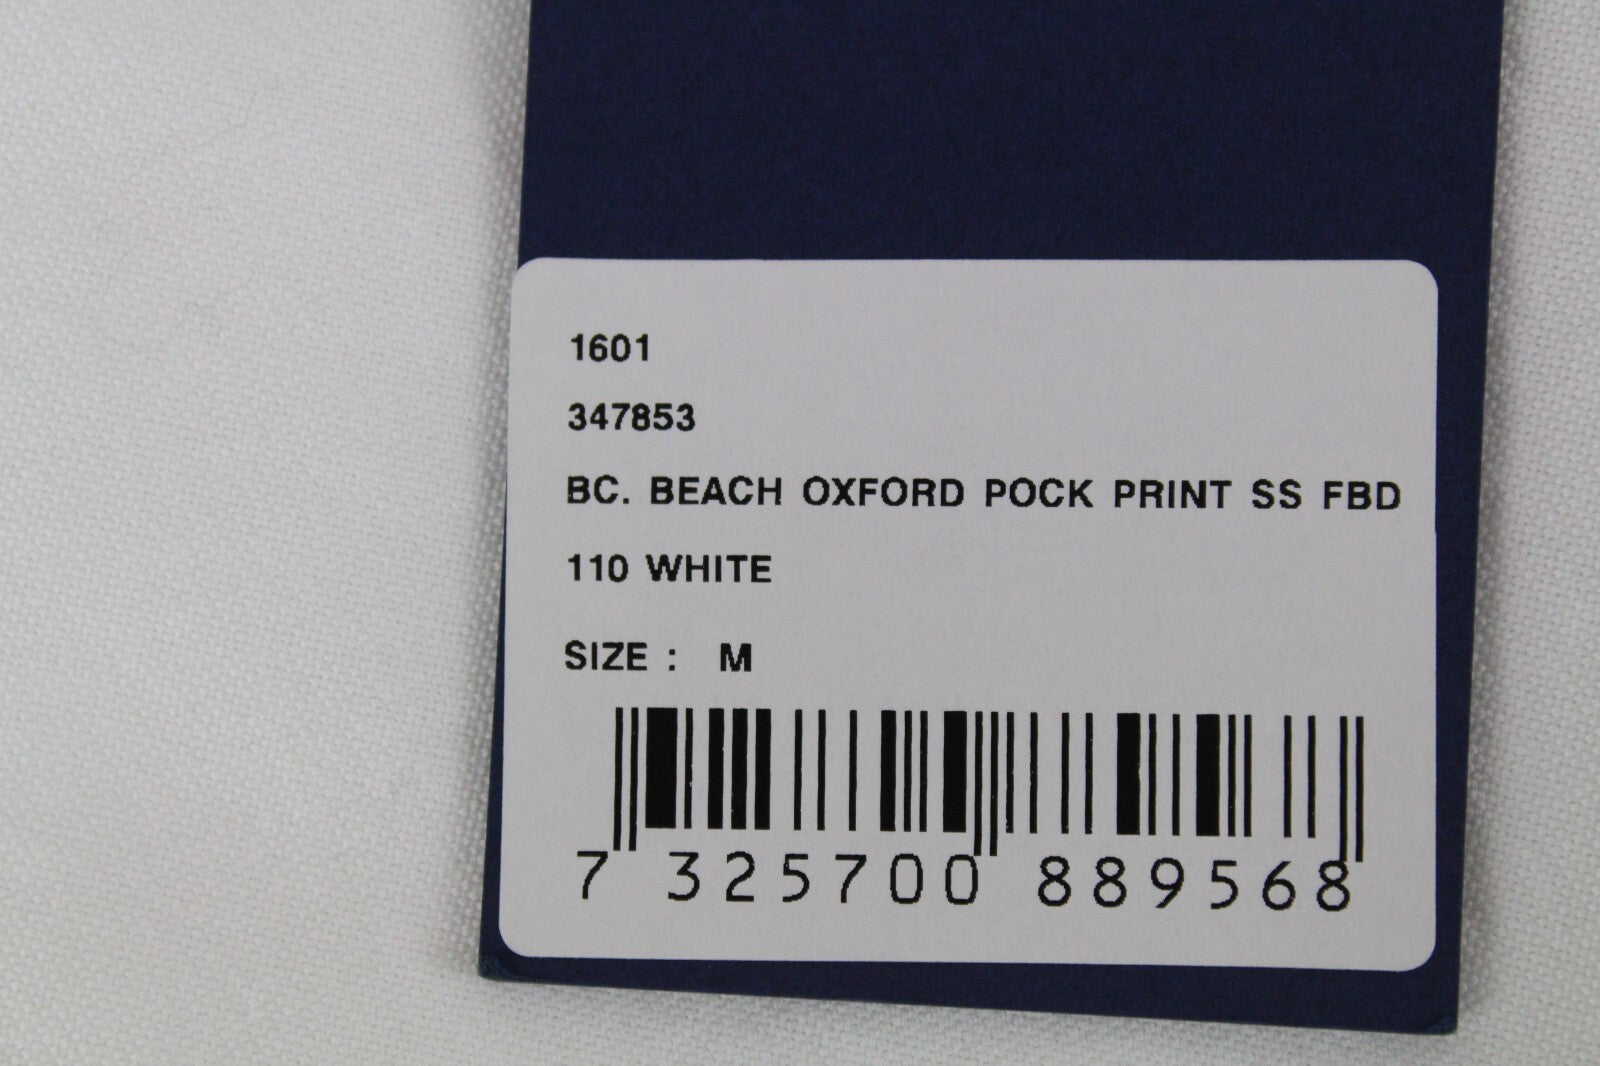 1601
347853
BC. BEACH OXFORD POCK PRINT SS FBD
110 WHITE
SIZE : M
7 325700 889568